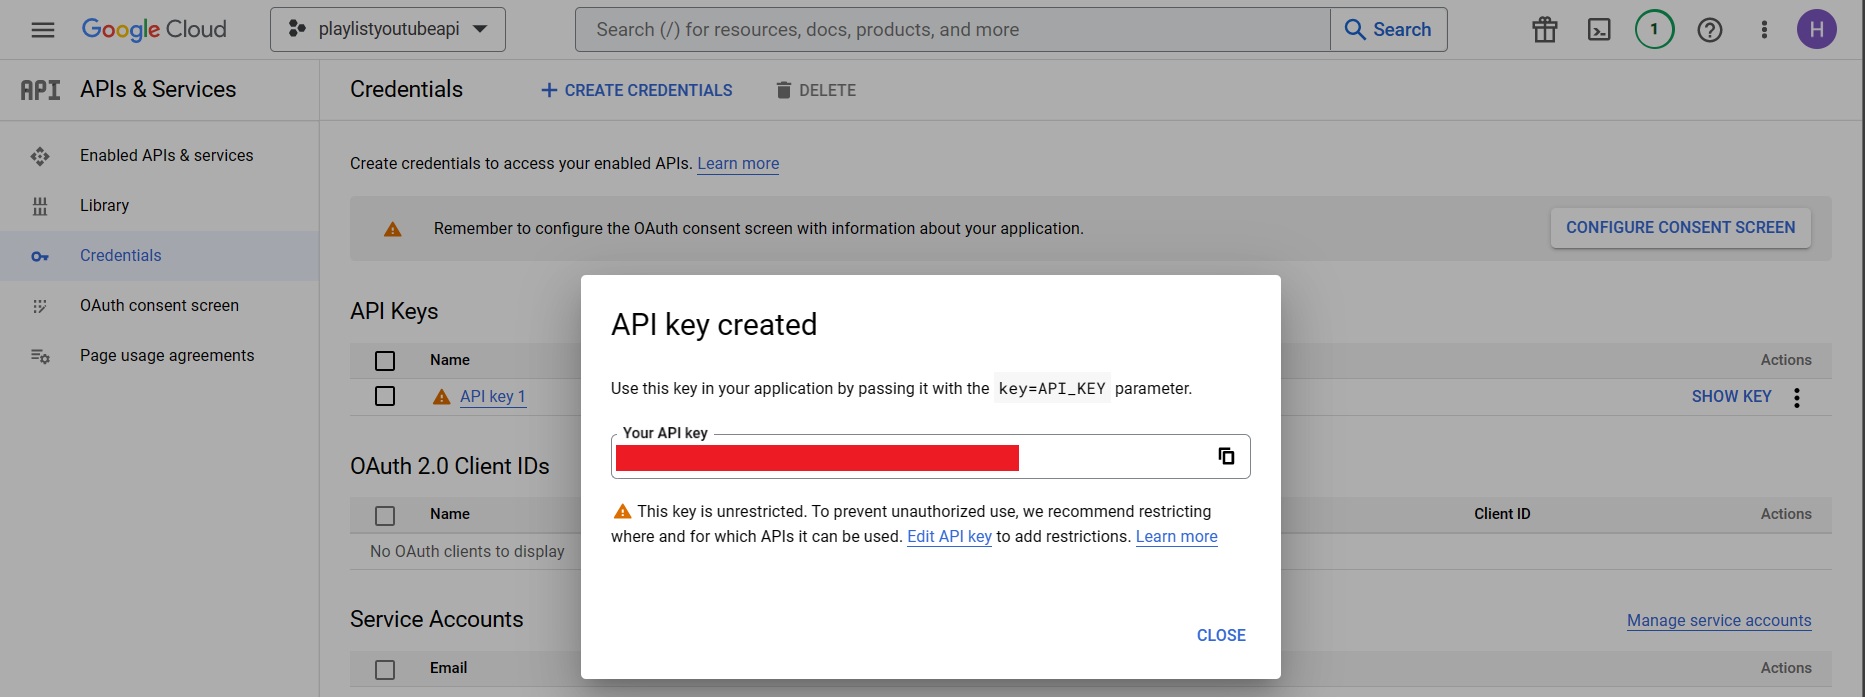 Google Cloud
playlistyoutubeapi
Search (/) for resources, docs, products, and more
Search
1
H
API
APIs & Services
Credentials
CREATE CREDENTIALS
DELETE
Enabled APIs & services
Library
Credentials
OAuth consent screen
Page usage agreements
Create credentials to access your enabled APIs. Learn more
Remember to configure the OAuth consent screen with information about your application.
CONFIGURE CONSENT SCREEN
API Keys
Name
Actions
API key 1
SHOW KEY
OAuth 2.0 Client IDs
Name
Client ID
Actions
No OAuth clients to display
Service Accounts
Manage service accounts
Email
Actions
API key created
Use this key in your application by passing it with the key=API_KEY parameter.
Your API key
This key is unrestricted. To prevent unauthorized use, we recommend restricting
where and for which APIs it can be used. Edit API key to add restrictions. Learn more
CLOSE